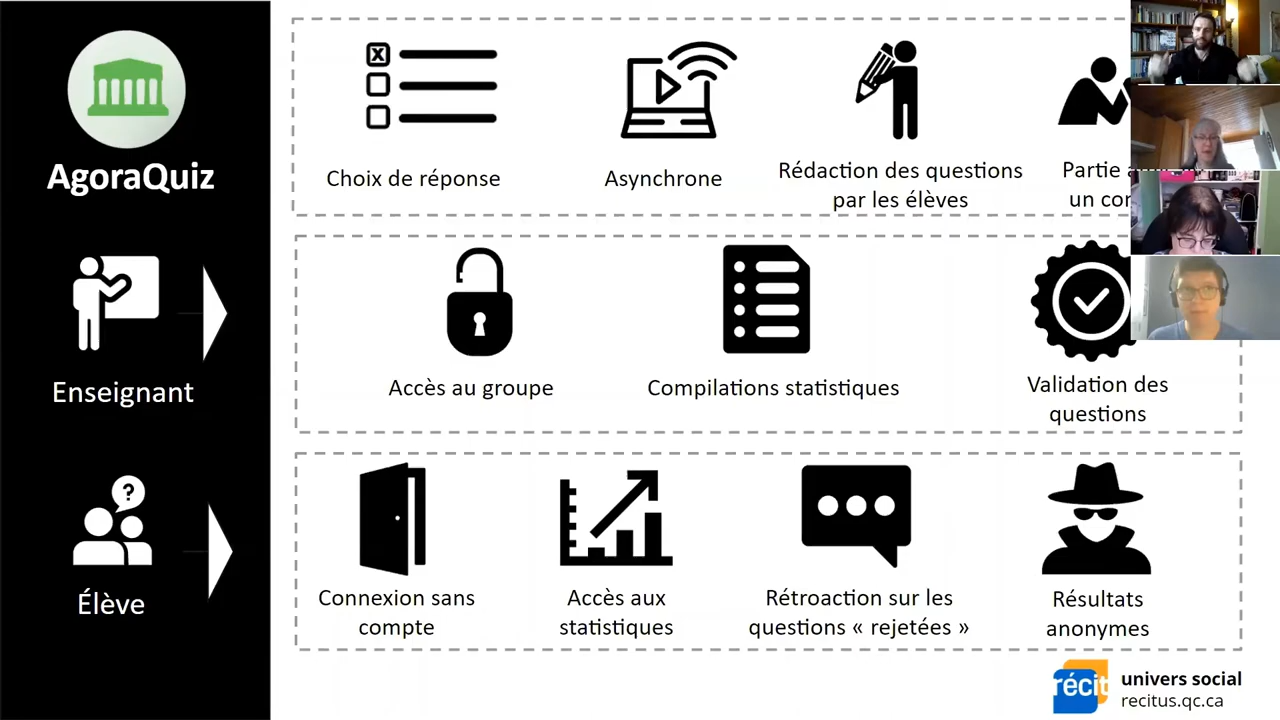 AgoraQuiz
Choix de réponse
Asynchrone
Rédaction des questions
par les élèves
Partie
un
Enseignant
Accès au groupe
Compilations statistiques
Validation des
questions
?
Élève
Connexion sans
compte
Accès aux
statistiques
Rétroaction sur les
questions « rejetées »
Résultats
anonymes
récit
univers social
recitus.qc.ca